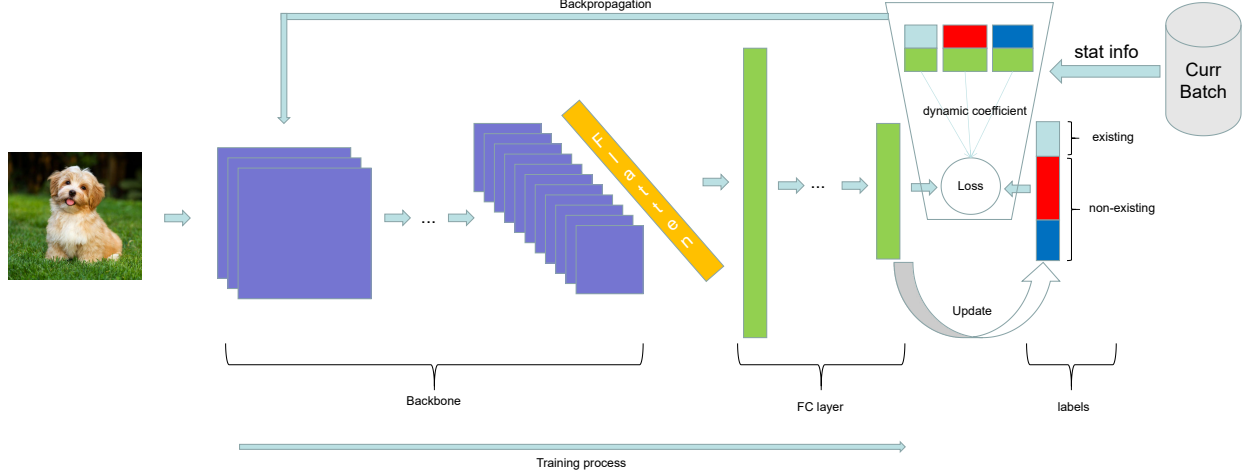 Backpropagation
stat info
Curr
Batch
dynamic coefficient
existing
Flatten
...
...
Loss
non-existing
Update
Backbone
FC layer
labels
Training process